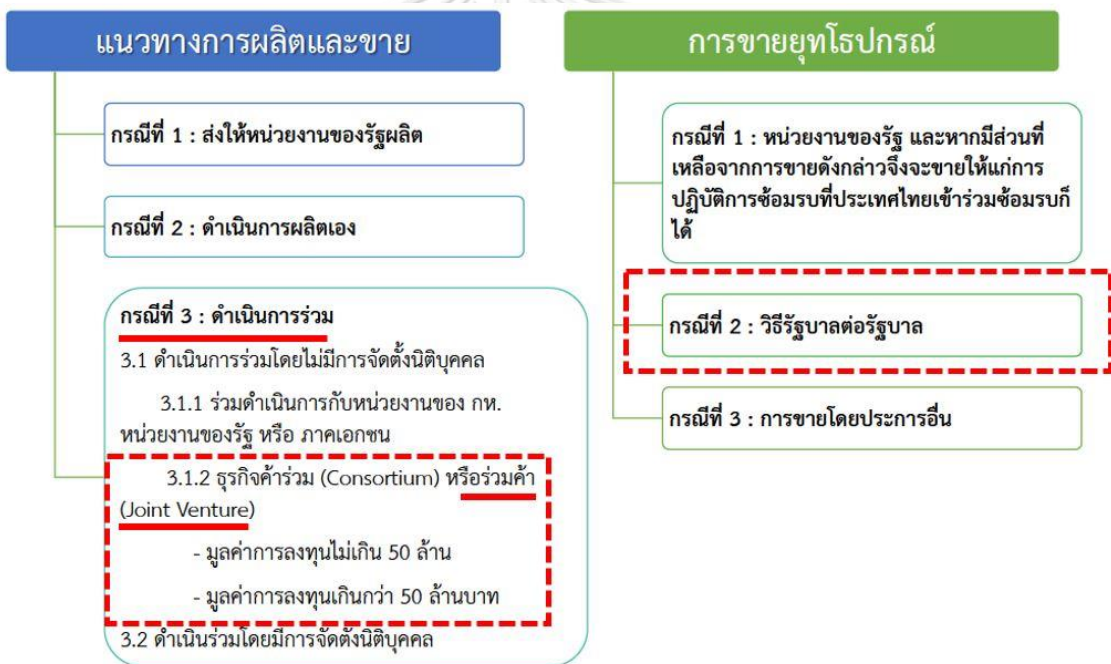 แนวทางการผลิตและขาย
กรณีที่ 1 : ส่งให้หน่วยงานของรัฐผลิต
กรณีที่ 2 : ดำเนินการผลิตเอง
กรณีที่ 3 : ดำเนินการร่วม
3.1 ดำเนินการร่วมโดยไม่มีการจัดตั้งนิติบุคคล
3.1.1 ร่วมดำเนินการกับหน่วยงานของ กห.
หน่วยงานของรัฐ หรือ ภาคเอกชน
3.1.2 ธุรกิจค้าร่วม (Consortium) หรือร่วมค้า
(Joint Venture)
- มูลค่าการลงทุนไม่เกิน 50 ล้าน
- มูลค่าการลงทุนเกินกว่า 50 ล้านบาท
3.2 ดำเนินร่วมโดยมีการจัดตั้งนิติบุคคล
การขายยุทโธปกรณ์
กรณีที่ 1 : หน่วยงานของรัฐ และหากมีส่วนที่
เหลือจากการขายดังกล่าวจึงจะขายให้แก่การ
ปฏิบัติการซ้อมรบที่ประเทศไทยเข้าร่วมซ้อมรบก็
ได้
กรณีที่ 2 : วิธีรัฐบาลต่อรัฐบาล
กรณีที่ 3 : การขายโดยประการอื่น